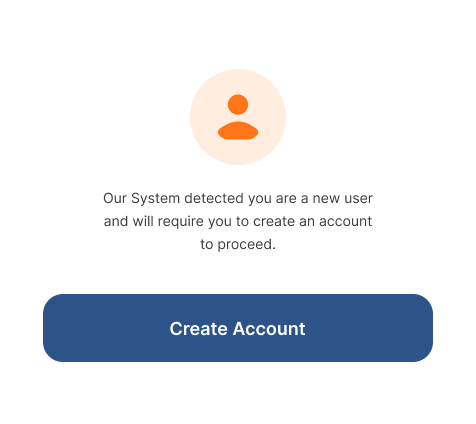 Our System detected you are a new user
and will require you to create an account
to proceed.
Create Account